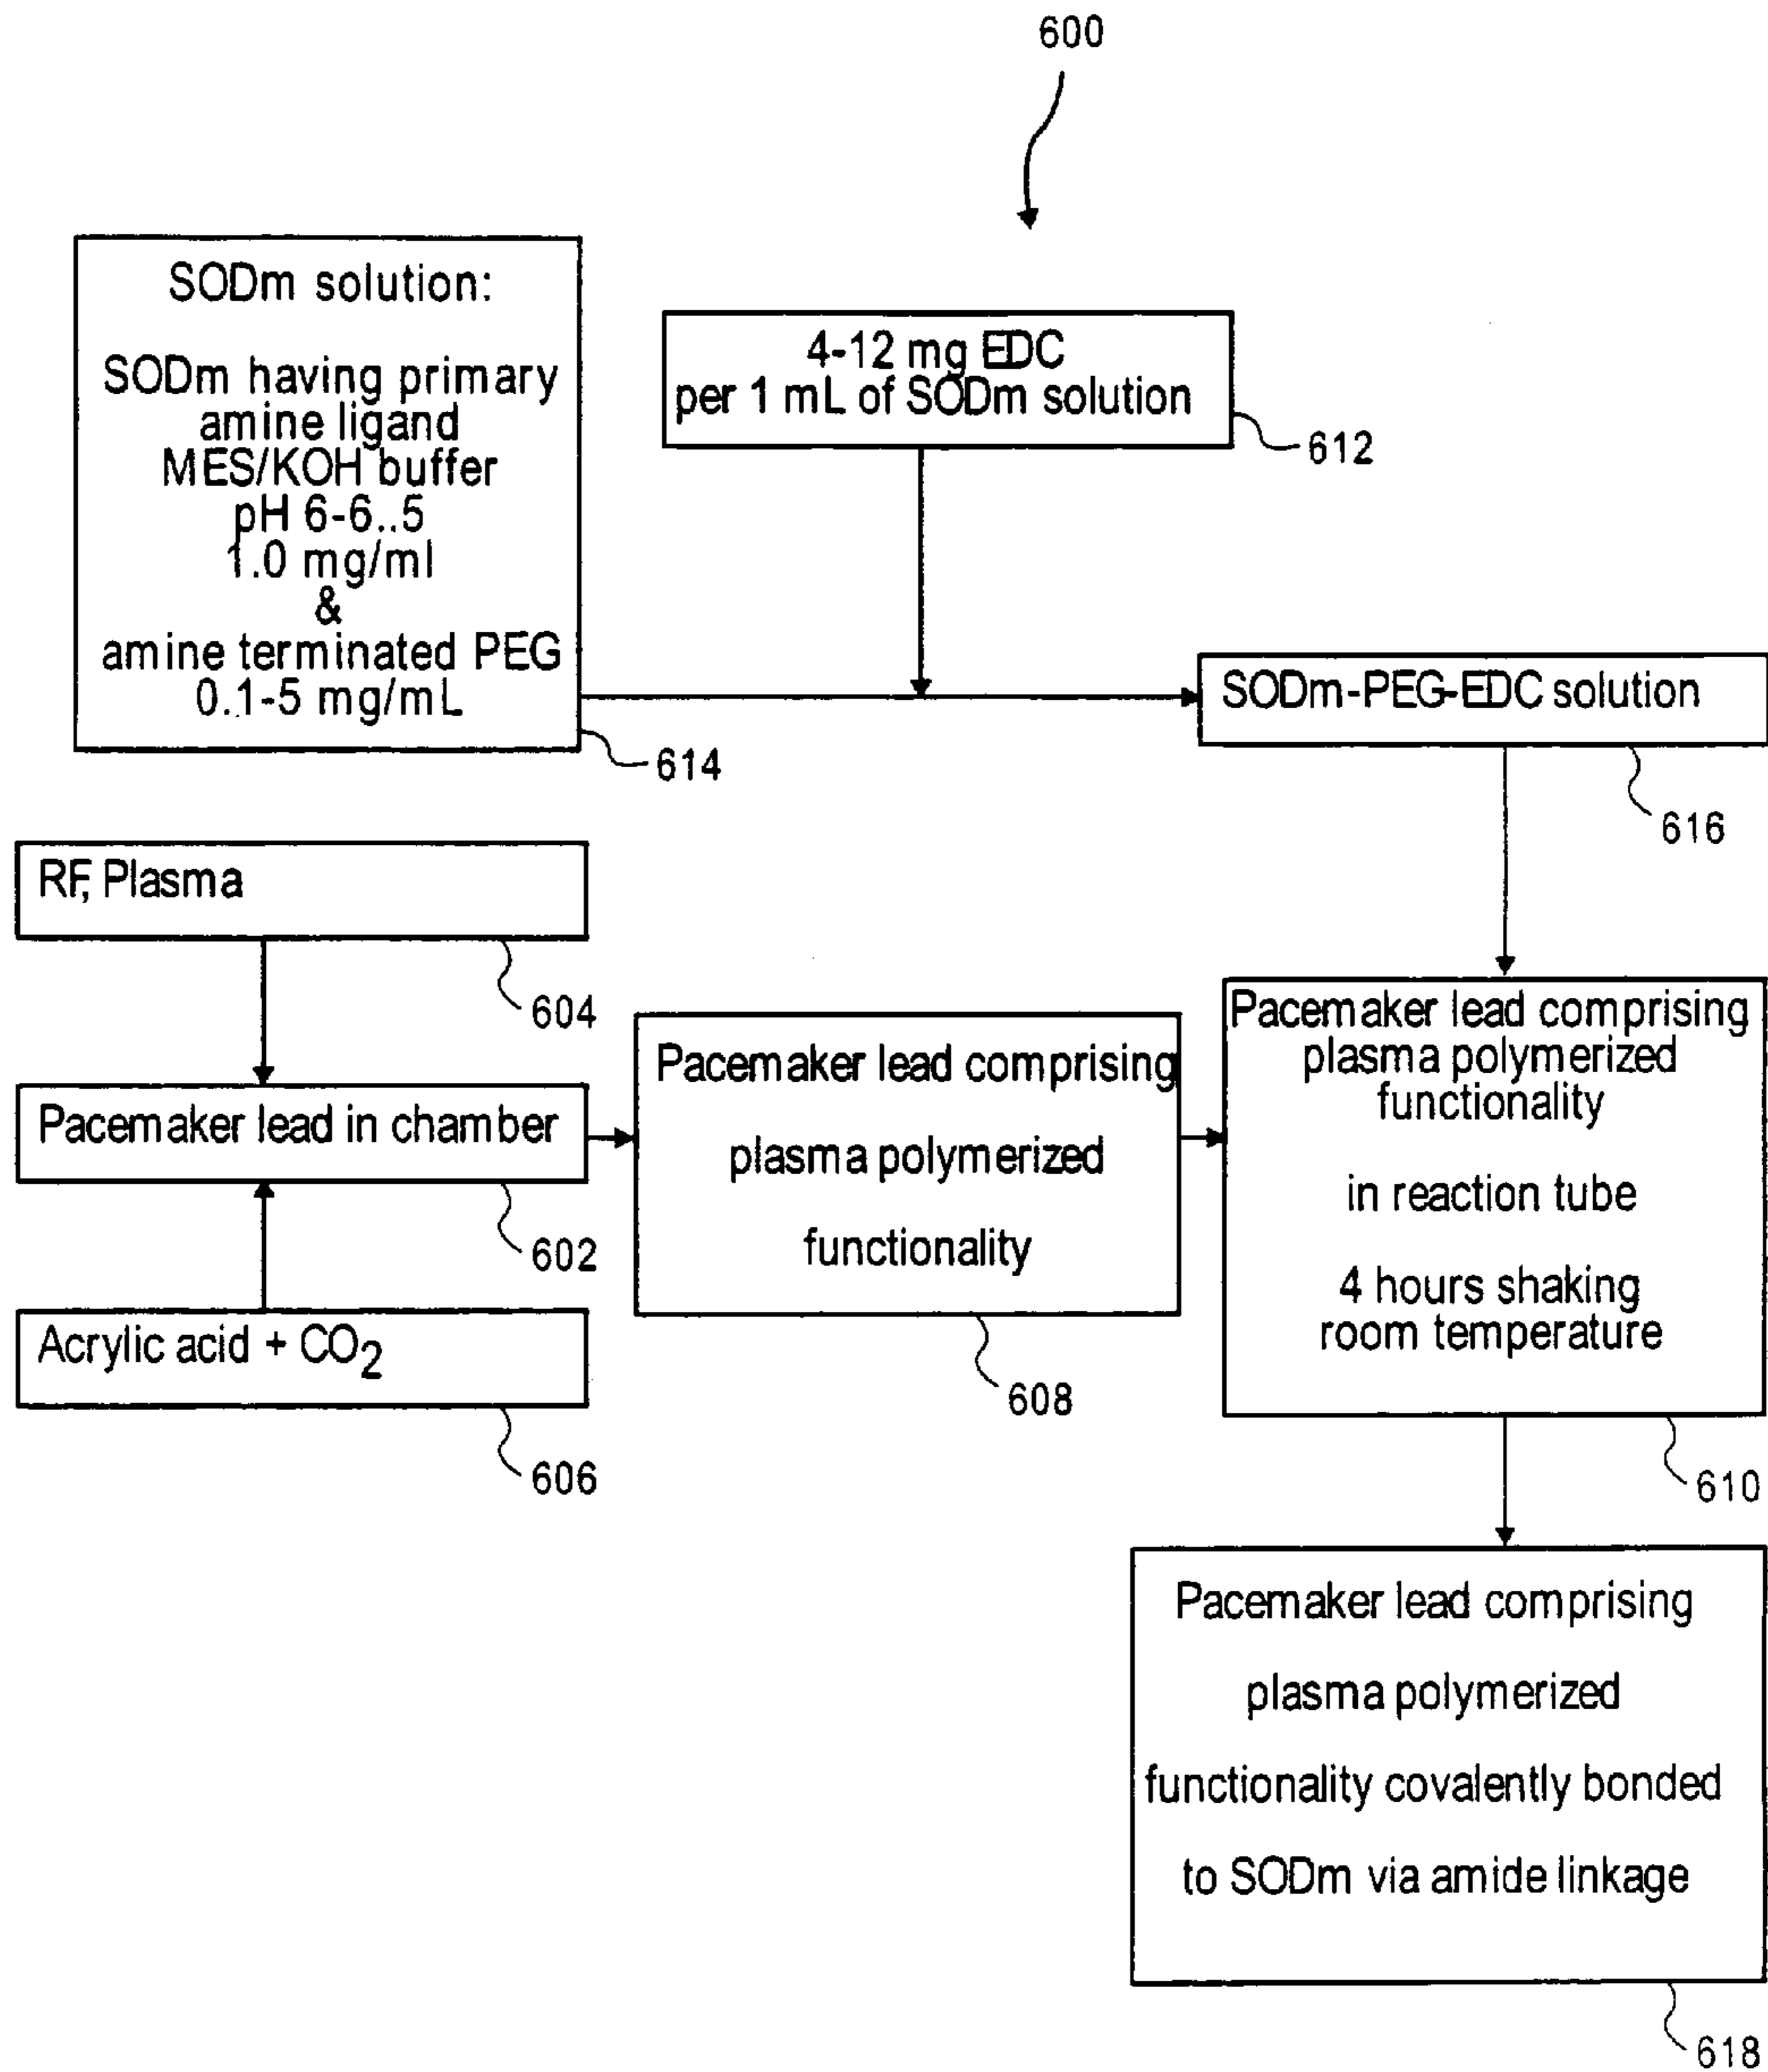 600
SODm solution:
SODm having primary
amine ligand
MES/KOH buffer
pH 6-6..5
1.0 mg/ml
&
amine terminated PEG
0.1-5 mg/mL
614
4-12 mg EDC
per 1 mL of SODm solution
612
SODm-PEG-EDC solution
616
RF, Plasma
604
Pacemaker lead in chamber
602
Acrylic acid + CO2
606
Pacemaker lead comprising
plasma polymerized
functionality
608
Pacemaker lead comprising
plasma polymerized
functionality
in reaction tube
4 hours shaking
room temperature
610
Pacemaker lead comprising
plasma polymerized
functionality covalently bonded
to SODm via amide linkage
618